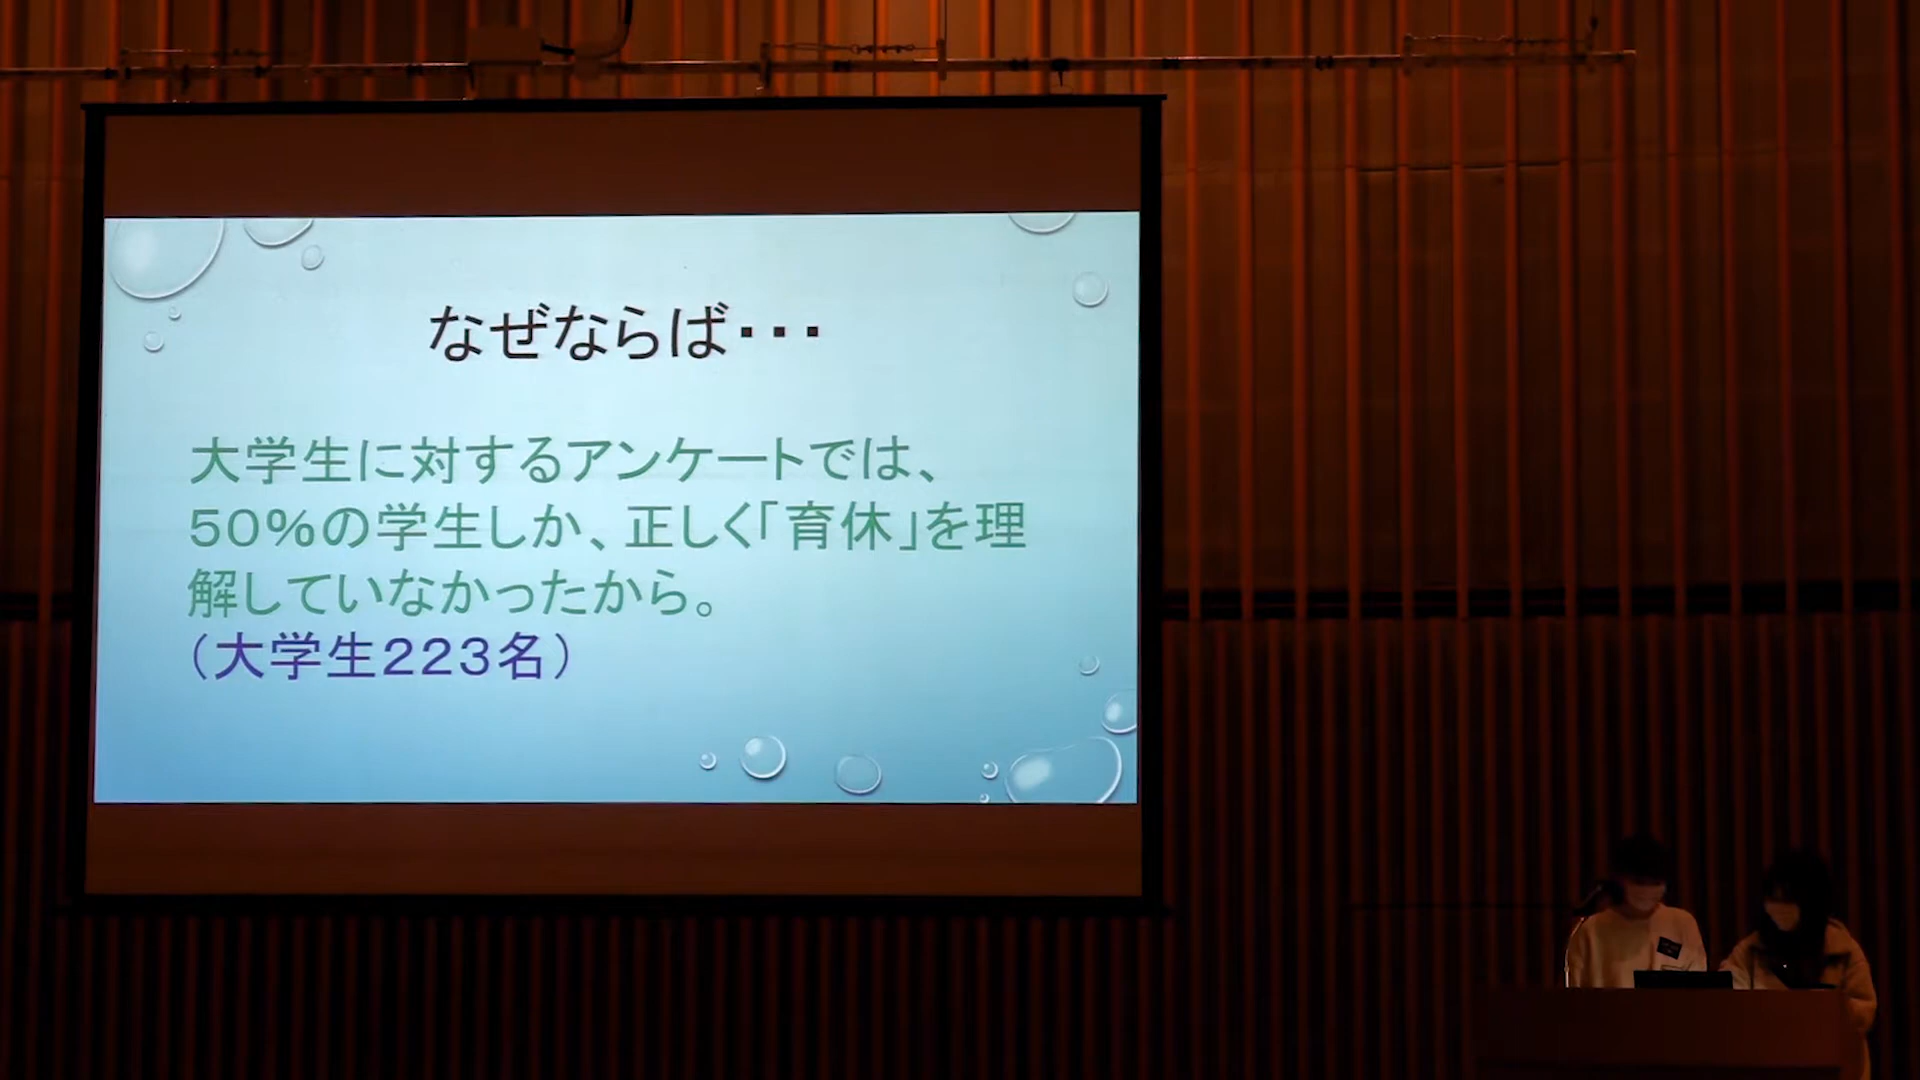 なぜならば・・・
大学生に対するアンケートでは、
50%の学生しか、正しく「育休」を理
解していなかったから。
（大学生223名）